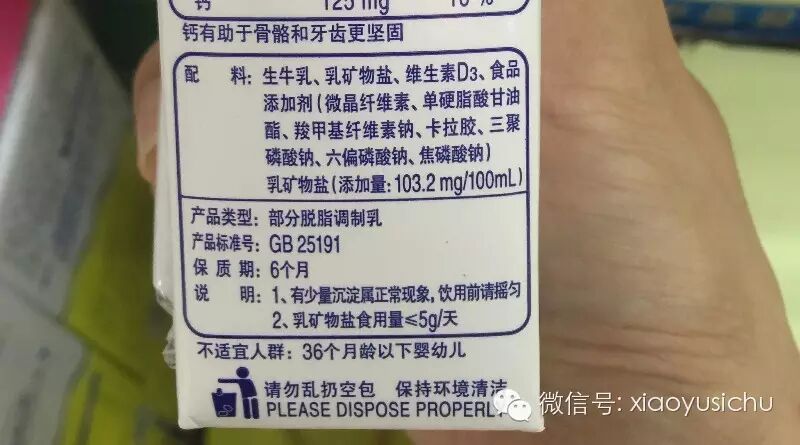 钙 125 mg 16 %
钙有助于骨骼和牙齿更坚固
配 料: 生牛乳、乳矿物盐、维生素D3、食品
添加剂(微晶纤维素、单硬脂酸甘油
酯、羧甲基纤维素钠、卡拉胶、三聚
磷酸钠、六偏磷酸钠、焦磷酸钠)
乳矿物盐(添加量: 103.2 mg/100mL)
产品类型: 部分脱脂调制乳
产品标准号: GB 25191
保 质 期: 6个月
说 明: 1、有少量沉淀属正常现象,饮用前请摇匀
2、乳矿物盐食用量≤5g/天
不适宜人群: 36个月龄以下婴幼儿
请勿乱扔空包 保持环境清洁
PLEASE DISPOSE PROPERLY
微信号: xiaoyusichu